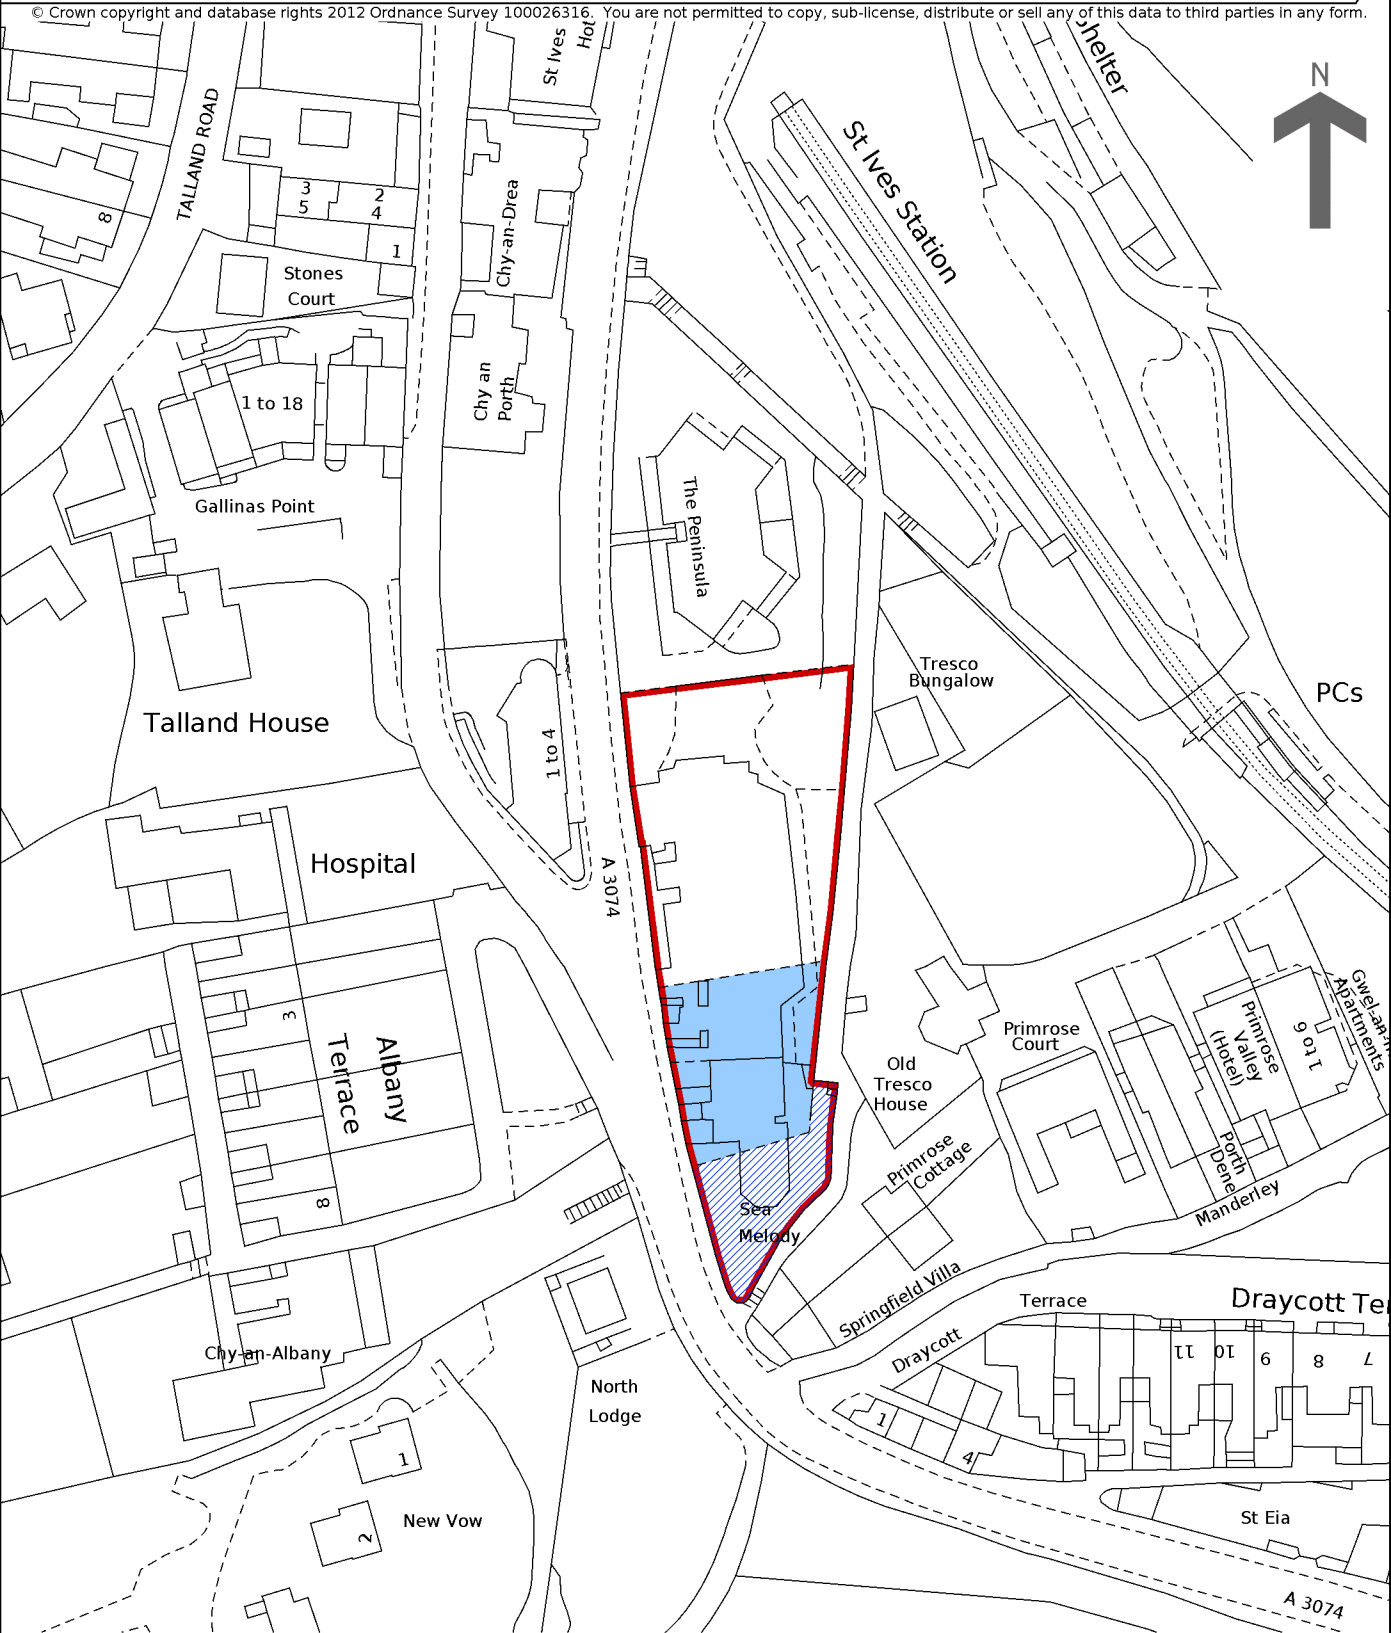 © Crown copyright and database rights 2012 Ordnance Survey 100026316. You are not permitted to copy, sub-license, distribute or sell any of this data to third parties in any form.
St Ives
Shelter
N
TALLAND ROAD
St Ives Station
8
3
2
5
4
1
Chy-an-Drea
Stones
Court
Chy an
Porth
1 to 18
Gallinas Point
The Peninsula
Tresco
Bungalow
PCs
Talland House
1 to 4
Hospital
A 3074
3
Albany
Terrace
8
Primrose
Court
Old
Tresco
House
Primrose
Valley
(Hotel)
1 to 6
Apartments
Primrose
Cottage
Porth
Dene
Manderley
Sea
Melody
Springfield Villa
Terrace
Draycott
Draycott
11
10
9
8
7
Chy-an-Albany
North
Lodge
1
4
1
2
New Vow
St Eia
A 3074